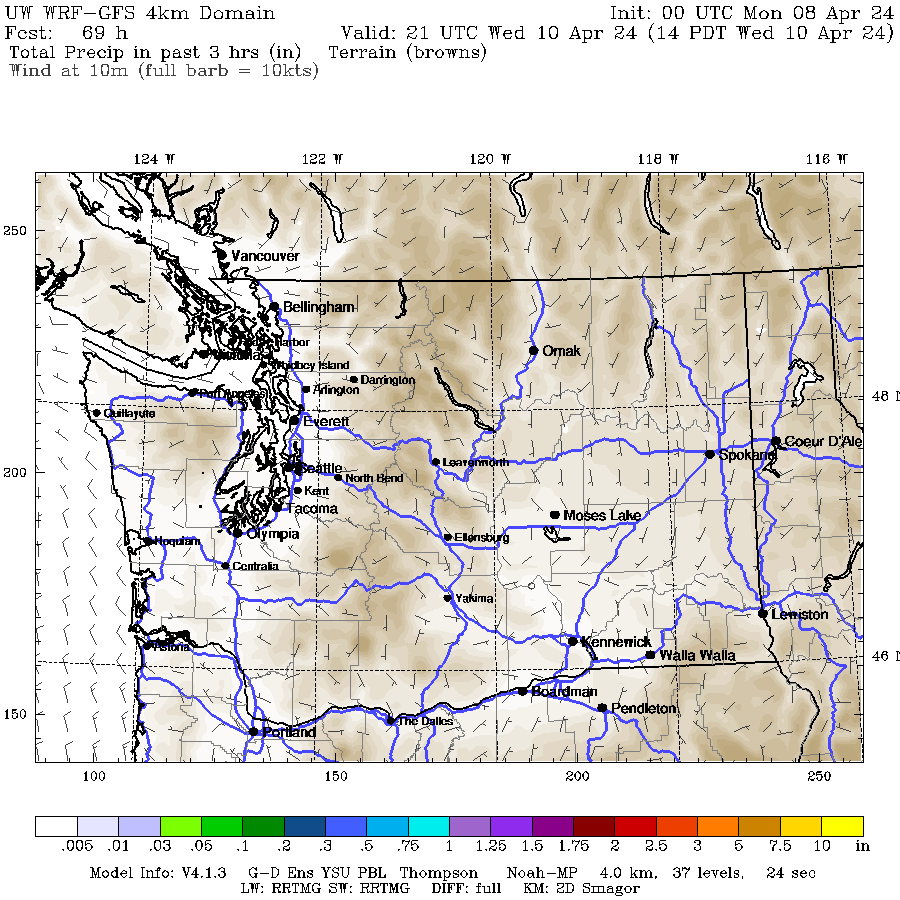 UW WRF-GFS 4km Domain Init: 00 UTC Mon 08 Apr 24
Fcst: 69 h Valid: 21 UTC Wed 10 Apr 24 (14 PDT Wed 10 Apr 24)
Total Precip in past 3 hrs (in) Terrain (browns)
Wind at 10m (full barb = 10kts)
124 W 122 W 120 W 118 W 116 W
250
Vancouver
Bellingham
Harbor
Omak
Whidbey Island
Darrington
Arlington
Port Angeles
48 N
Quillayute
Everett
Coeur D'Ale
Spokane
Leavenworth
200
Seattle
North Bend
Kent
Tacoma
Moses Lake
Olympia
Hoquiam
Ellensburg
Centralia
Yakima
Lewiston
Astoria
Kennewick
Walla Walla
46 N
Boardman
Pendleton
150
The Dalles
Portland
100 150 200 250
.005 .01 .03 .05 .1 .2 .3 .5 .75 1 1.25 1.5 1.75 2 2.5 3 5 7.5 10 in
Model Info: V4.1.3 G-D Ens YSU PBL Thompson Noah-MP 4.0 km, 37 levels, 24 sec
LW: RRTMG SW: RRTMG DIFF: full KM: 2D Smagor